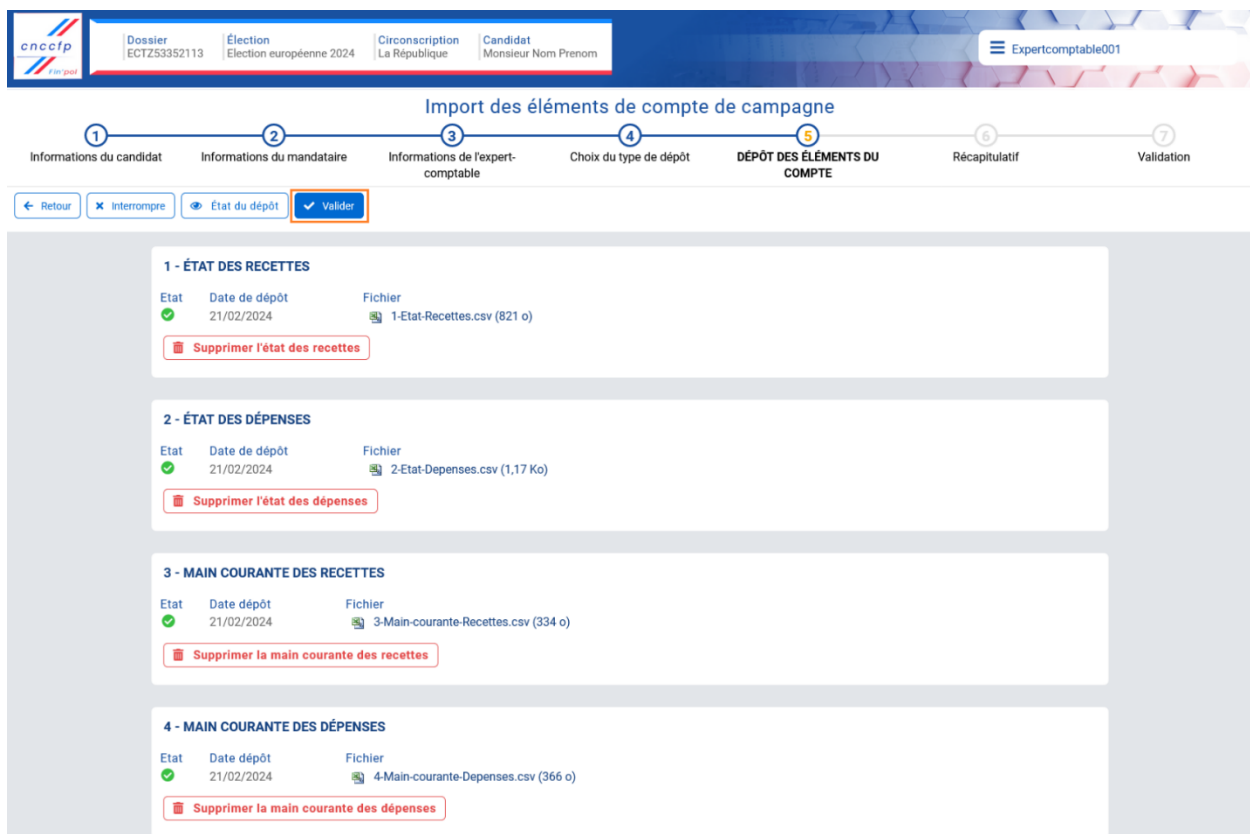 cnccfp
Fin'pol
Dossier
ECTZ53352113
Élection
Election européenne 2024
Circonscription
La République
Candidat
Monsieur Nom Prenom
Expertcomptable001
Import des éléments de compte de campagne
1
2
3
4
5
6
7
Informations du candidat
Informations du mandataire
Informations de l'expert-
comptable
Choix du type de dépôt
DÉPÔT DES ÉLÉMENTS DU
COMPTE
Récapitulatif
Validation
Retour
Interrompre
État du dépôt
Valider
1 - ÉTAT DES RECETTES
Etat Date de dépôt Fichier
21/02/2024 1-Etat-Recettes.csv (821 o)
Supprimer l'état des recettes
2 - ÉTAT DES DÉPENSES
Etat Date de dépôt Fichier
21/02/2024 2-Etat-Depenses.csv (1,17 Ko)
Supprimer l'état des dépenses
3 - MAIN COURANTE DES RECETTES
Etat Date dépôt Fichier
21/02/2024 3-Main-courante-Recettes.csv (334 o)
Supprimer la main courante des recettes
4 - MAIN COURANTE DES DÉPENSES
Etat Date dépôt Fichier
21/02/2024 4-Main-courante-Depenses.csv (366 o)
Supprimer la main courante des dépenses